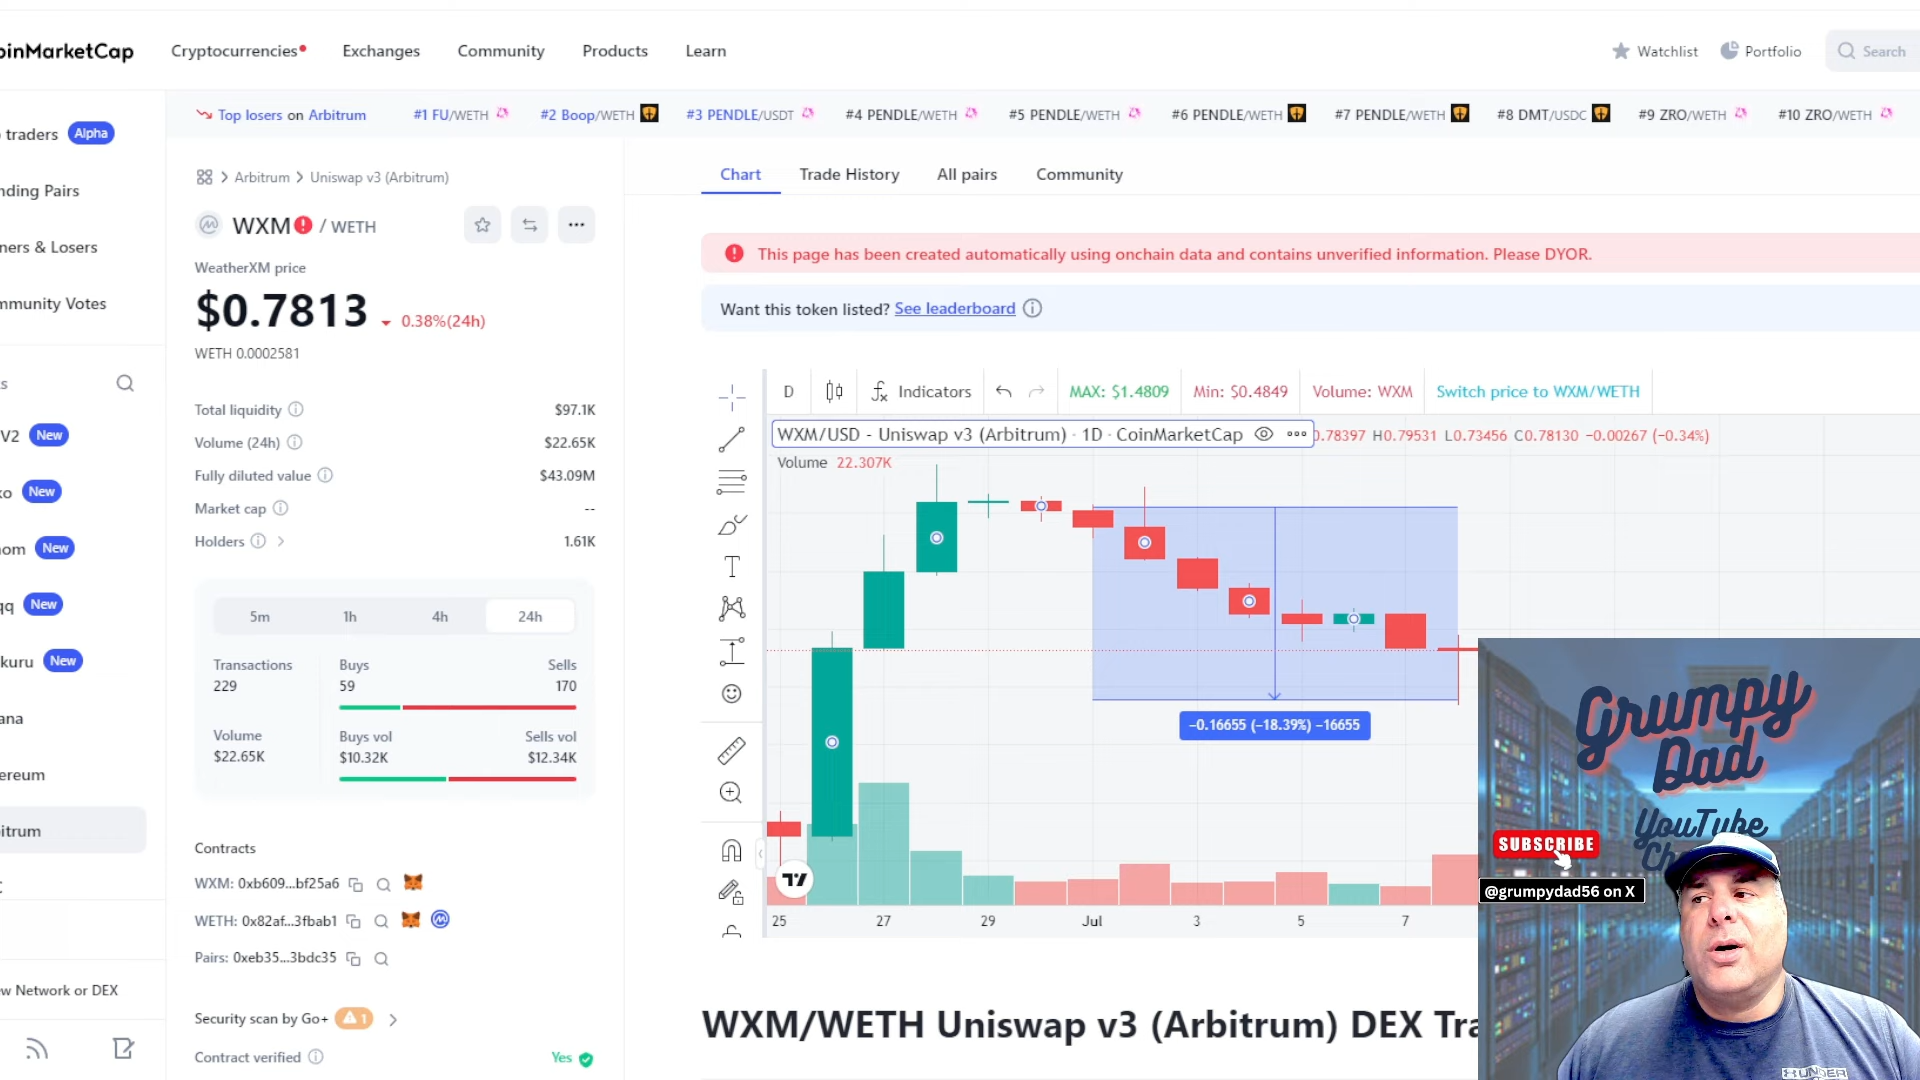 oinMarketCap
Cryptocurrencies Exchanges Community Products Learn
Watchlist Portfolio Search
traders Alpha
nding Pairs
ners & Losers
mmunity Votes
s
V2 New
ko New
nom New
qq New
kuru New
ana
ereum
itrum
w Network or DEX
Top losers on Arbitrum #1 FU/WETH #2 Boop/WETH #3 PENDLE/USDT #4 PENDLE/WETH #5 PENDLE/WETH #6 PENDLE/WETH #7 PENDLE/WETH #8 DMT/USDC #9 ZRO/WETH #10 ZRO/WETH
Arbitrum > Uniswap v3 (Arbitrum)
WXM / WETH
WeatherXM price
$0.7813 0.38%(24h)
WETH 0.0002581
Total liquidity $97.1K
Volume (24h) $22.65K
Fully diluted value $43.09M
Market cap --
Holders 1.61K
5m 1h 4h 24h
Transactions Buys Sells
229 59 170
Volume Buys vol Sells vol
$22.65K $10.32K $12.34K
Contracts
WXM: 0xb609...bf25a6
WETH: 0x82af...3fbab1
Pairs: 0xeb35...3bdc35
Security scan by Go+ 1
Contract verified Yes
Chart Trade History All pairs Community
This page has been created automatically using onchain data and contains unverified information. Please DYOR.
Want this token listed? See leaderboard
D Indicators MAX: $1.4809 Min: $0.4849 Volume: WXM Switch price to WXM/WETH
WXM/USD - Uniswap v3 (Arbitrum) · 1D · CoinMarketCap 0.78397 H0.79531 L0.73456 C0.78130 −0.00267 (−0.34%)
Volume 22.307K
−0.16655 (−18.39%) −16655
25 27 29 Jul 3 5 7
WXM/WETH Uniswap v3 (Arbitrum) DEX Tra
Grumpy
Dad
YouTube
SUBSCRIBE
@grumpydad56 on X